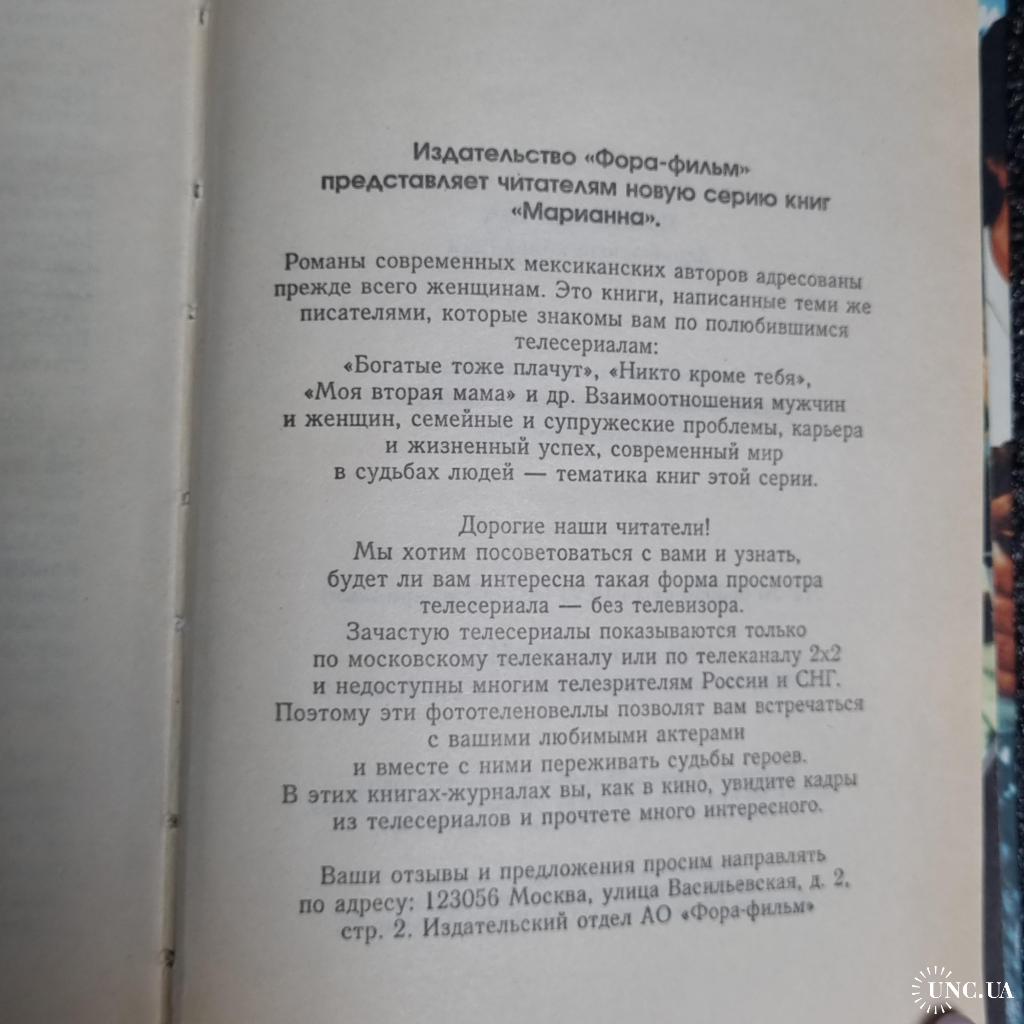 Издательство «Фора-фильм»
представляет читателям новую серию книг
«Марианна».
Романы современных мексиканских авторов адресованы
прежде всего женщинам. Это книги, написанные теми же
писателями, которые знакомы вам по полюбившимся
телесериалам:
«Богатые тоже плачут», «Никто кроме тебя»,
«Моя вторая мама» и др. Взаимоотношения мужчин
и женщин, семейные и супружеские проблемы, карьера
и жизненный успех, современный мир
в судьбах людей — тематика книг этой серии.
Дорогие наши читатели!
Мы хотим посоветоваться с вами и узнать,
будет ли вам интересна такая форма просмотра
телесериала — без телевизора.
Зачастую телесериалы показываются только
по московскому телеканалу или по телеканалу 2x2
и недоступны многим телезрителям России и СНГ.
Поэтому эти фототеленовеллы позволят вам встречаться
с вашими любимыми актерами
и вместе с ними переживать судьбы героев.
В этих книгах-журналах вы, как в кино, увидите кадры
из телесериалов и прочтете много интересного.
Ваши отзывы и предложения просим направлять
по адресу: 123056 Москва, улица Васильевская, д. 2,
стр. 2. Издательский отдел АО «Фора-фильм»
UNC.UA